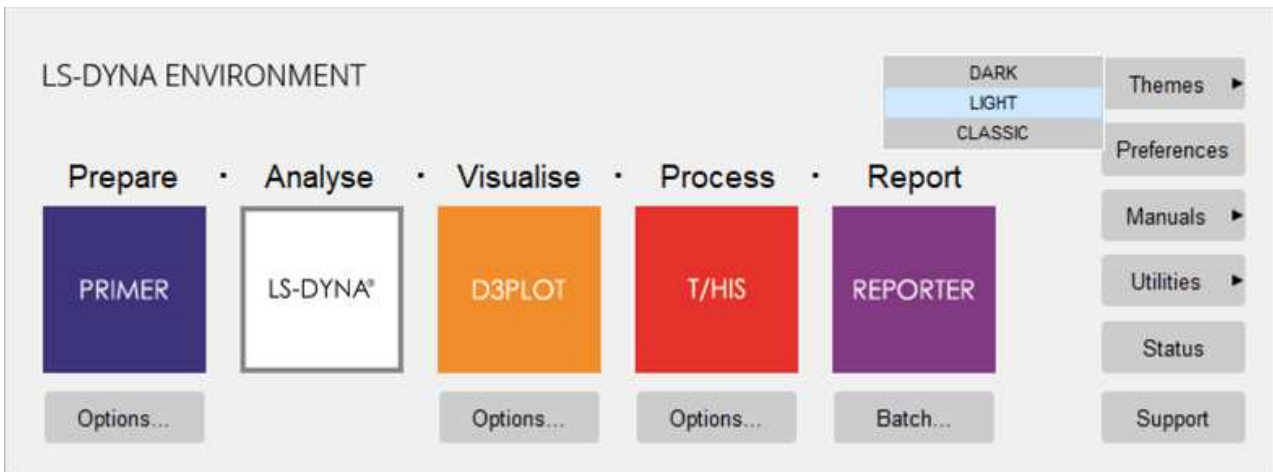 LS-DYNA ENVIRONMENT
DARK
LIGHT
CLASSIC
Themes
Preferences
Prepare · Analyse · Visualise · Process · Report
Manuals
PRIMER LS-DYNA® D3PLOT T/HIS REPORTER
Utilities
Status
Options... Options... Options... Batch... Support